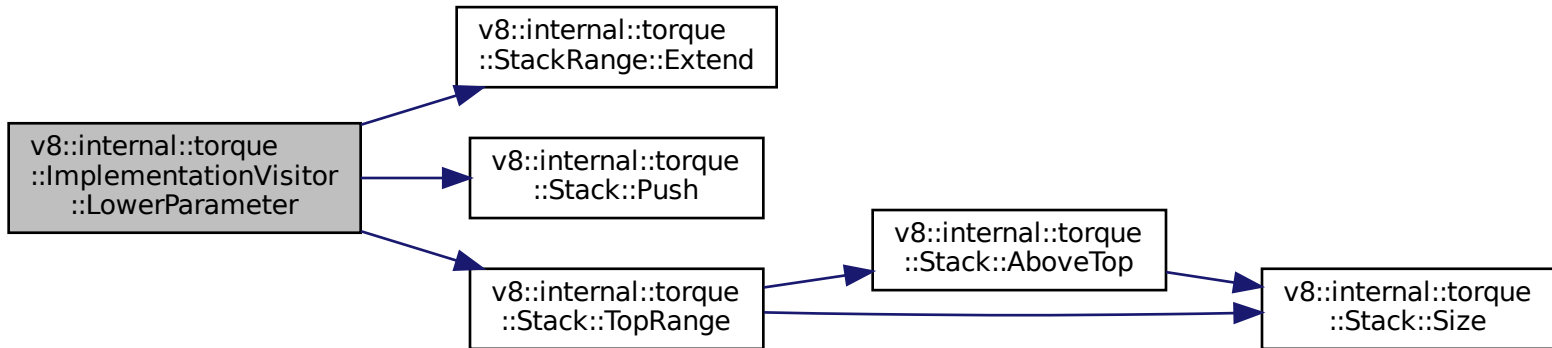 v8::internal::torque
::ImplementationVisitor
::LowerParameter
v8::internal::torque
::StackRange::Extend
v8::internal::torque
::Stack::Push
v8::internal::torque
::Stack::TopRange
v8::internal::torque
::Stack::AboveTop
v8::internal::torque
::Stack::Size